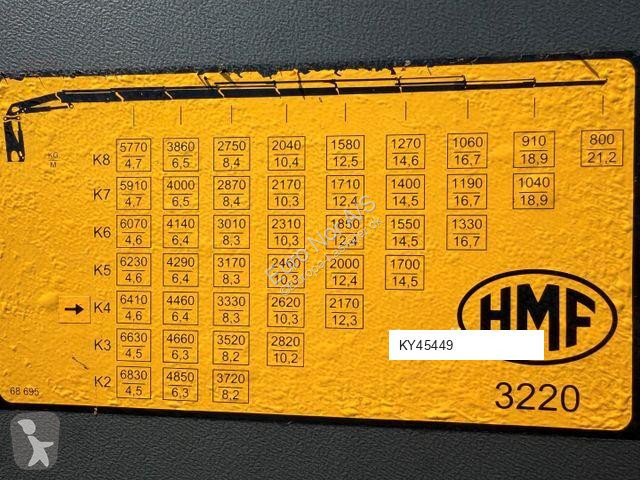 KG
M
K8 5770 3860 2750 2040 1580 1270 1060 910 800
4,7 6,5 8,4 10,4 12,5 14,6 16,7 18,9 21,2
K7 5910 4000 2870 2170 1710 1400 1190 1040
4,7 6,5 8,4 10,3 12,4 14,5 16,7 18,9
K6 6070 4140 3010 2310 1850 1550 1330
4,6 6,4 8,3 10,3 12,4 14,5 16,7
K5 6230 4290 3170 2460 2000 1700
4,6 6,4 8,3 10,3 12,4 14,5
K4 6410 4460 3330 2620 2170
4,6 6,4 8,3 10,3 12,3
K3 6630 4660 3520 2820
4,5 6,3 8,2 10,2
K2 6830 4850 3720
4,5 6,3 8,2
HMF
KY45449
3220
68 695
Euro Nor A/S